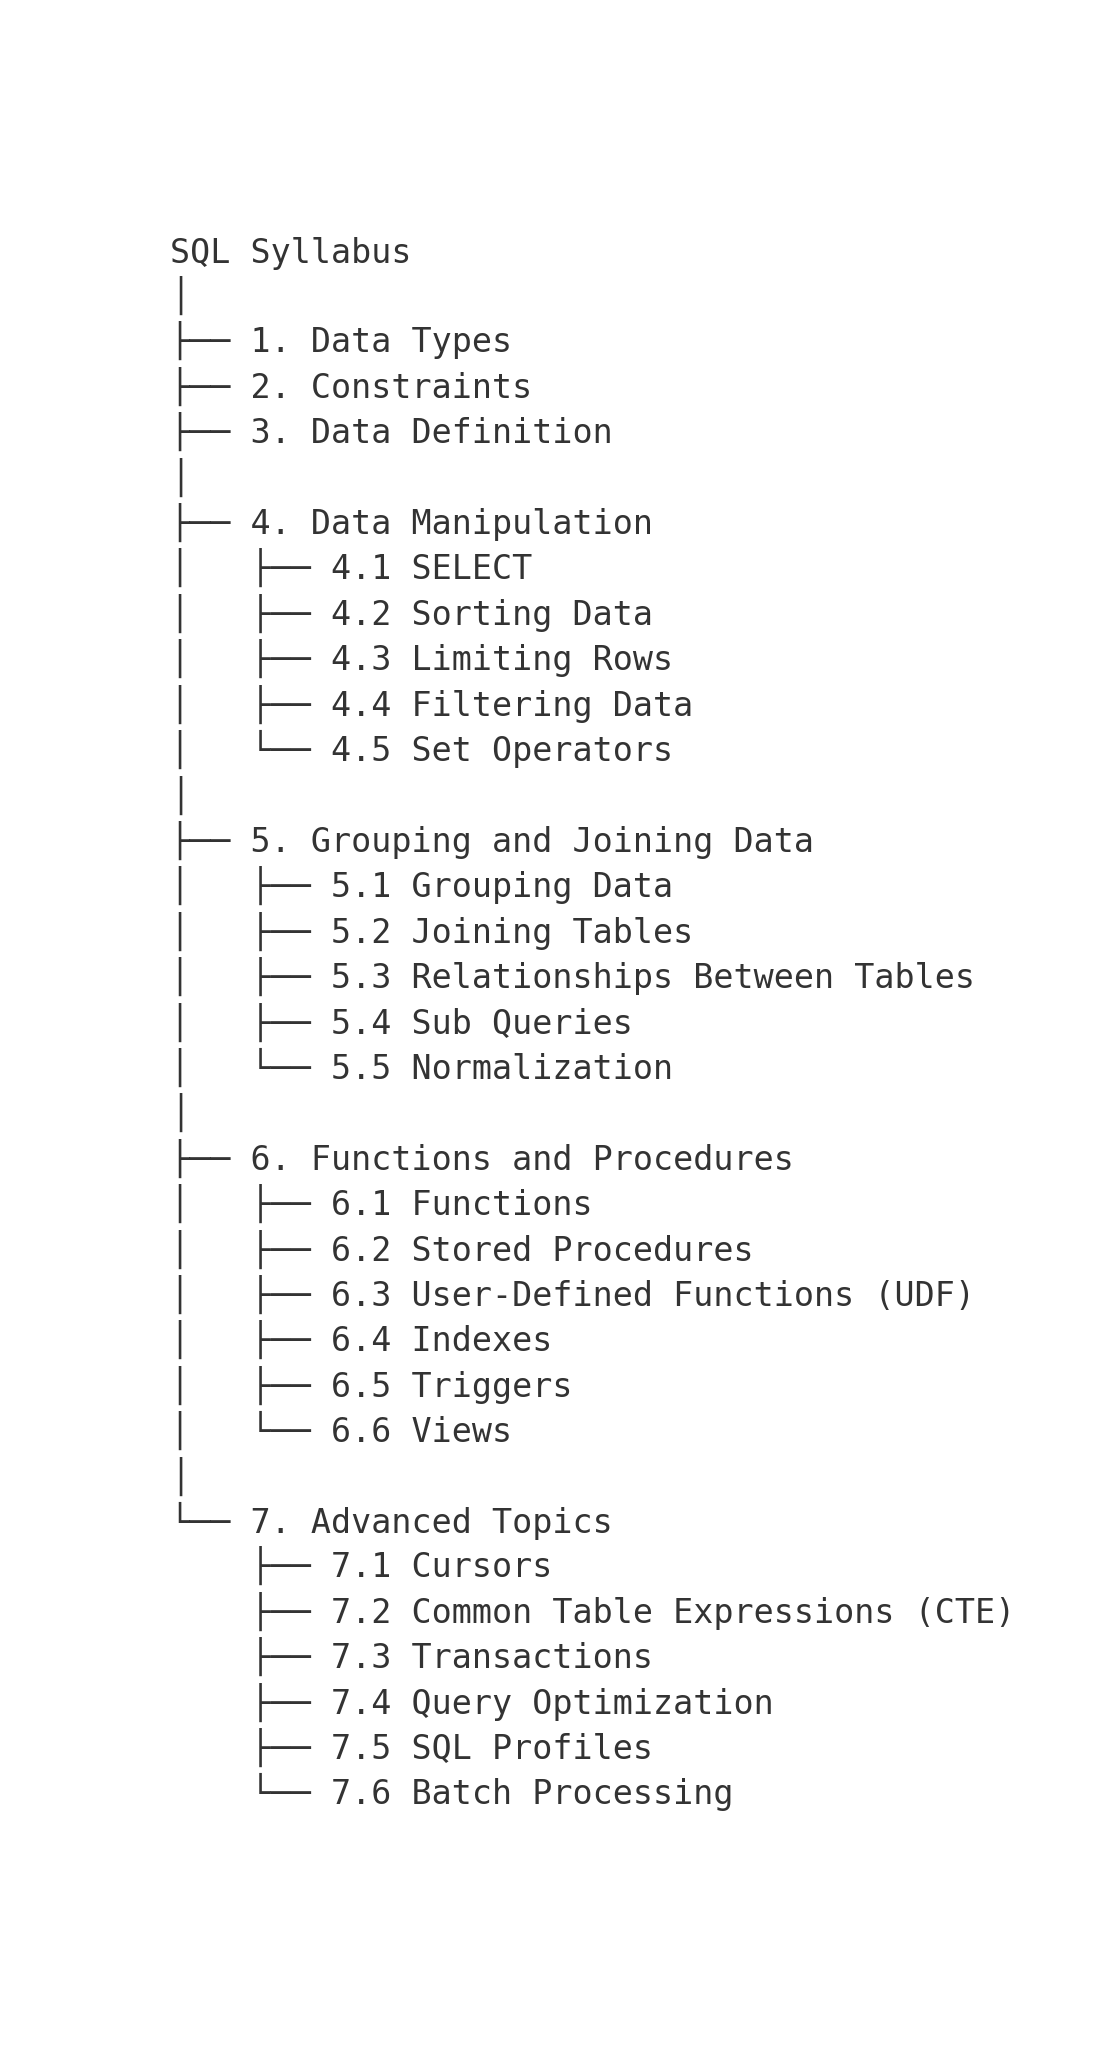 SQL Syllabus
│
├── 1. Data Types
├── 2. Constraints
├── 3. Data Definition
│
├── 4. Data Manipulation
│   ├── 4.1 SELECT
│   ├── 4.2 Sorting Data
│   ├── 4.3 Limiting Rows
│   ├── 4.4 Filtering Data
│   └── 4.5 Set Operators
│
├── 5. Grouping and Joining Data
│   ├── 5.1 Grouping Data
│   ├── 5.2 Joining Tables
│   ├── 5.3 Relationships Between Tables
│   ├── 5.4 Sub Queries
│   └── 5.5 Normalization
│
├── 6. Functions and Procedures
│   ├── 6.1 Functions
│   ├── 6.2 Stored Procedures
│   ├── 6.3 User-Defined Functions (UDF)
│   ├── 6.4 Indexes
│   ├── 6.5 Triggers
│   └── 6.6 Views
│
└── 7. Advanced Topics
    ├── 7.1 Cursors
    ├── 7.2 Common Table Expressions (CTE)
    ├── 7.3 Transactions
    ├── 7.4 Query Optimization
    ├── 7.5 SQL Profiles
    └── 7.6 Batch Processing